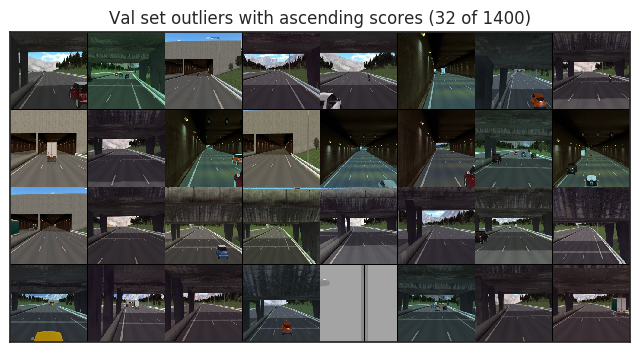 Val set outliers with ascending scores (32 of 1400)